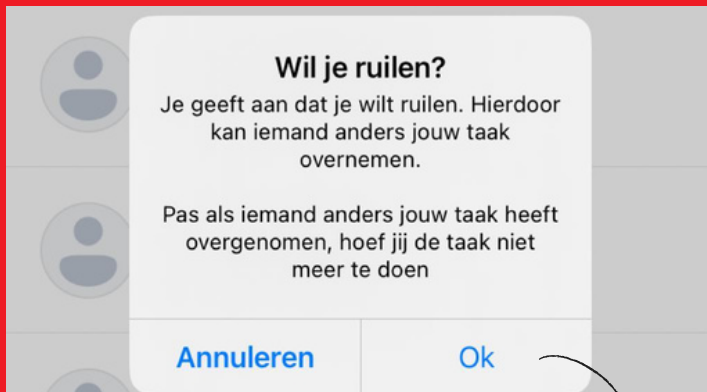 Wil je ruilen?
Je geeft aan dat je wilt ruilen. Hierdoor
kan iemand anders jouw taak
overnemen.
Pas als iemand anders jouw taak heeft
overgenomen, hoef jij de taak niet
meer te doen
Annuleren
Ok